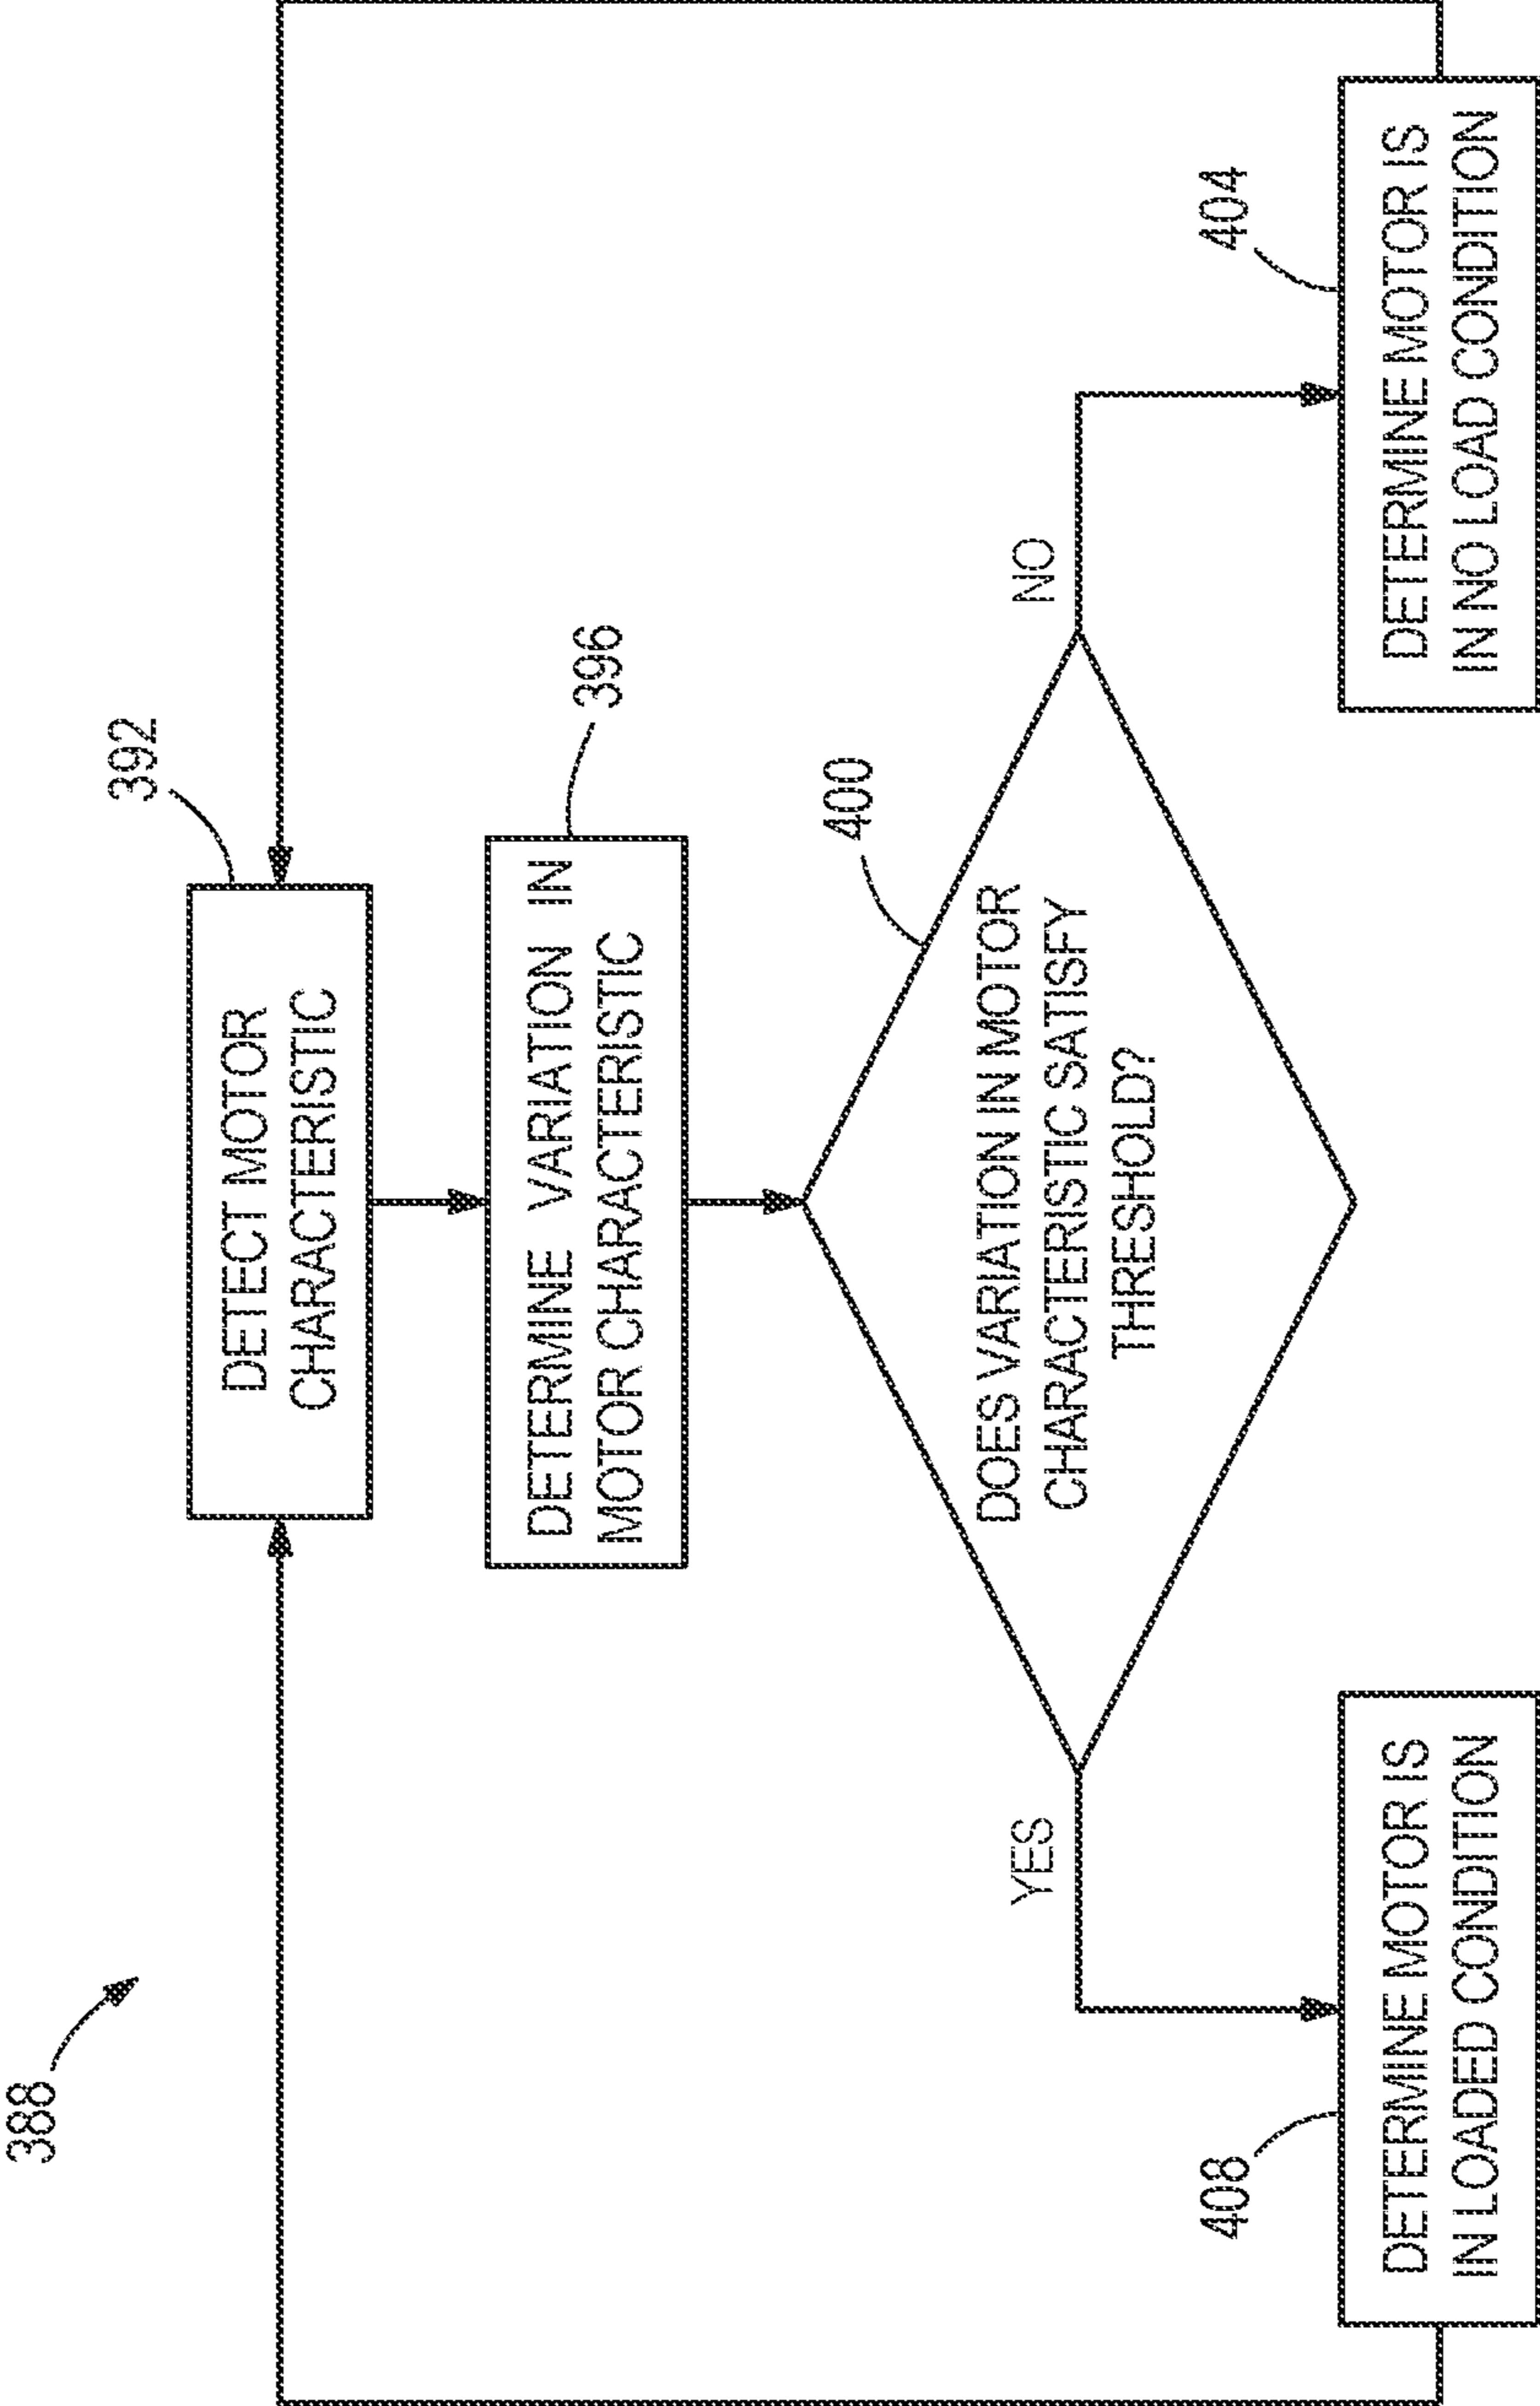 388
392
DETECT MOTOR
CHARACTERISTIC
396
DETERMINE VARIATION IN
MOTOR CHARACTERISTIC
400
DOES VARIATION IN MOTOR
CHARACTERISTIC SATISFY
THRESHOLD?
YES
NO
408
DETERMINE MOTOR IS
IN LOADED CONDITION
404
DETERMINE MOTOR IS
IN NO LOAD CONDITION